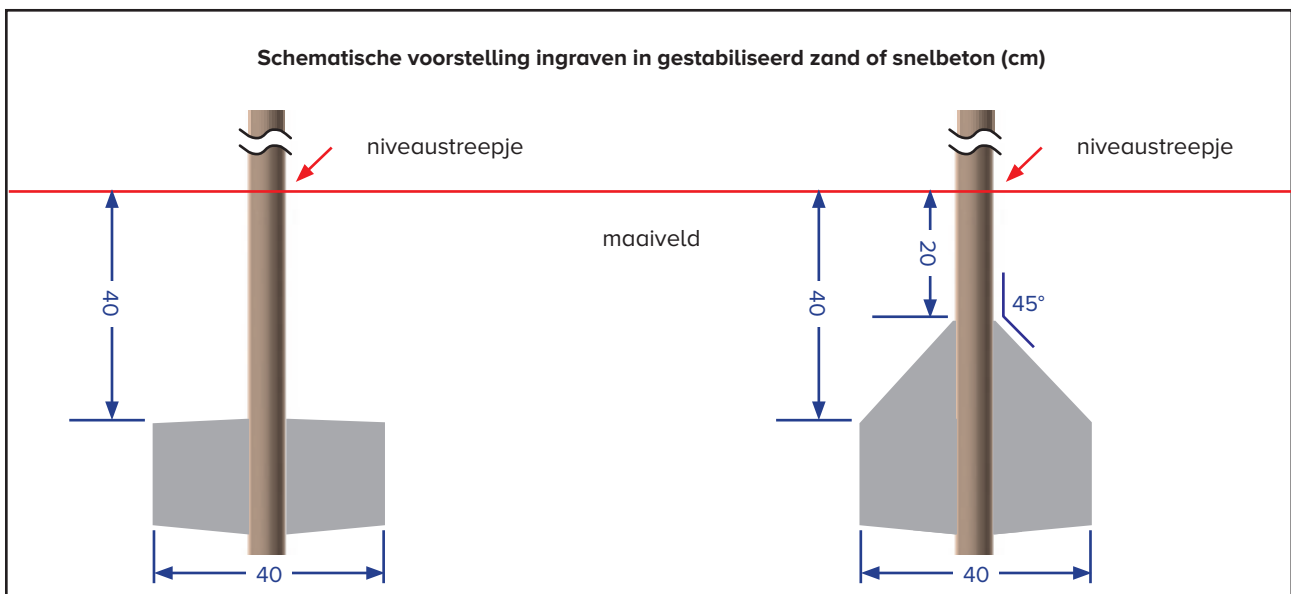 Schematische voorstelling ingraven in gestabiliseerd zand of snelbeton (cm)
niveaustreepje
niveaustreepje
maaiveld
40
40
20
45°
40
40